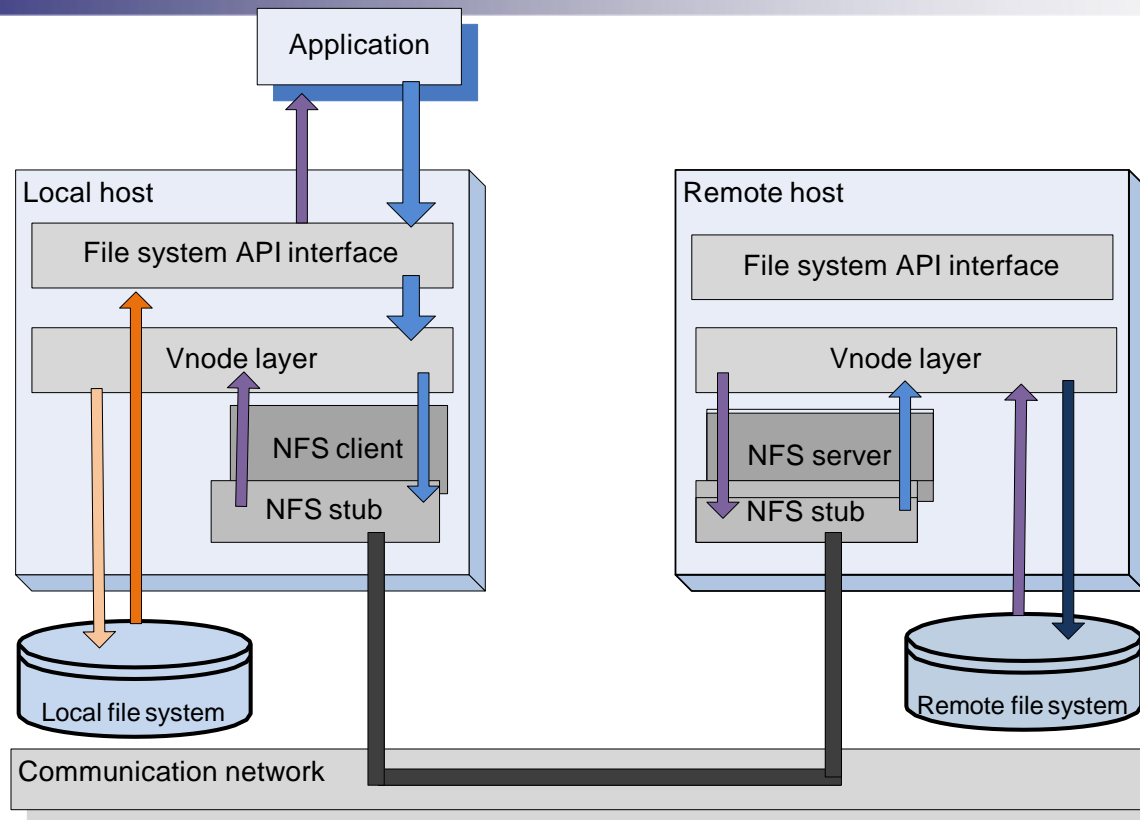 Application
Local host
File system API interface
Vnode layer
NFS client
NFS stub
Local file system
Remote host
File system API interface
Vnode layer
NFS server
NFS stub
Remote file system
Communication network